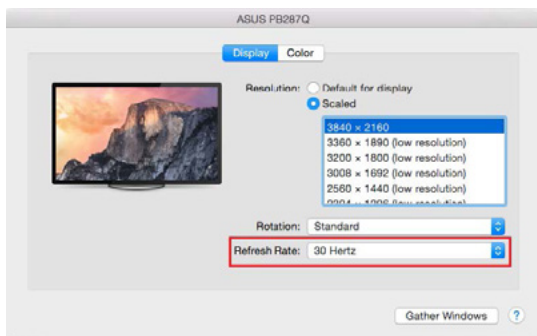 ASUS PB287Q
Display Color
Resolution: Default for display
Scaled
3840 × 2160
3360 × 1890 (low resolution)
3200 × 1800 (low resolution)
3008 × 1692 (low resolution)
2560 × 1440 (low resolution)
Rotation: Standard
Refresh Rate: 30 Hertz
Gather Windows ?